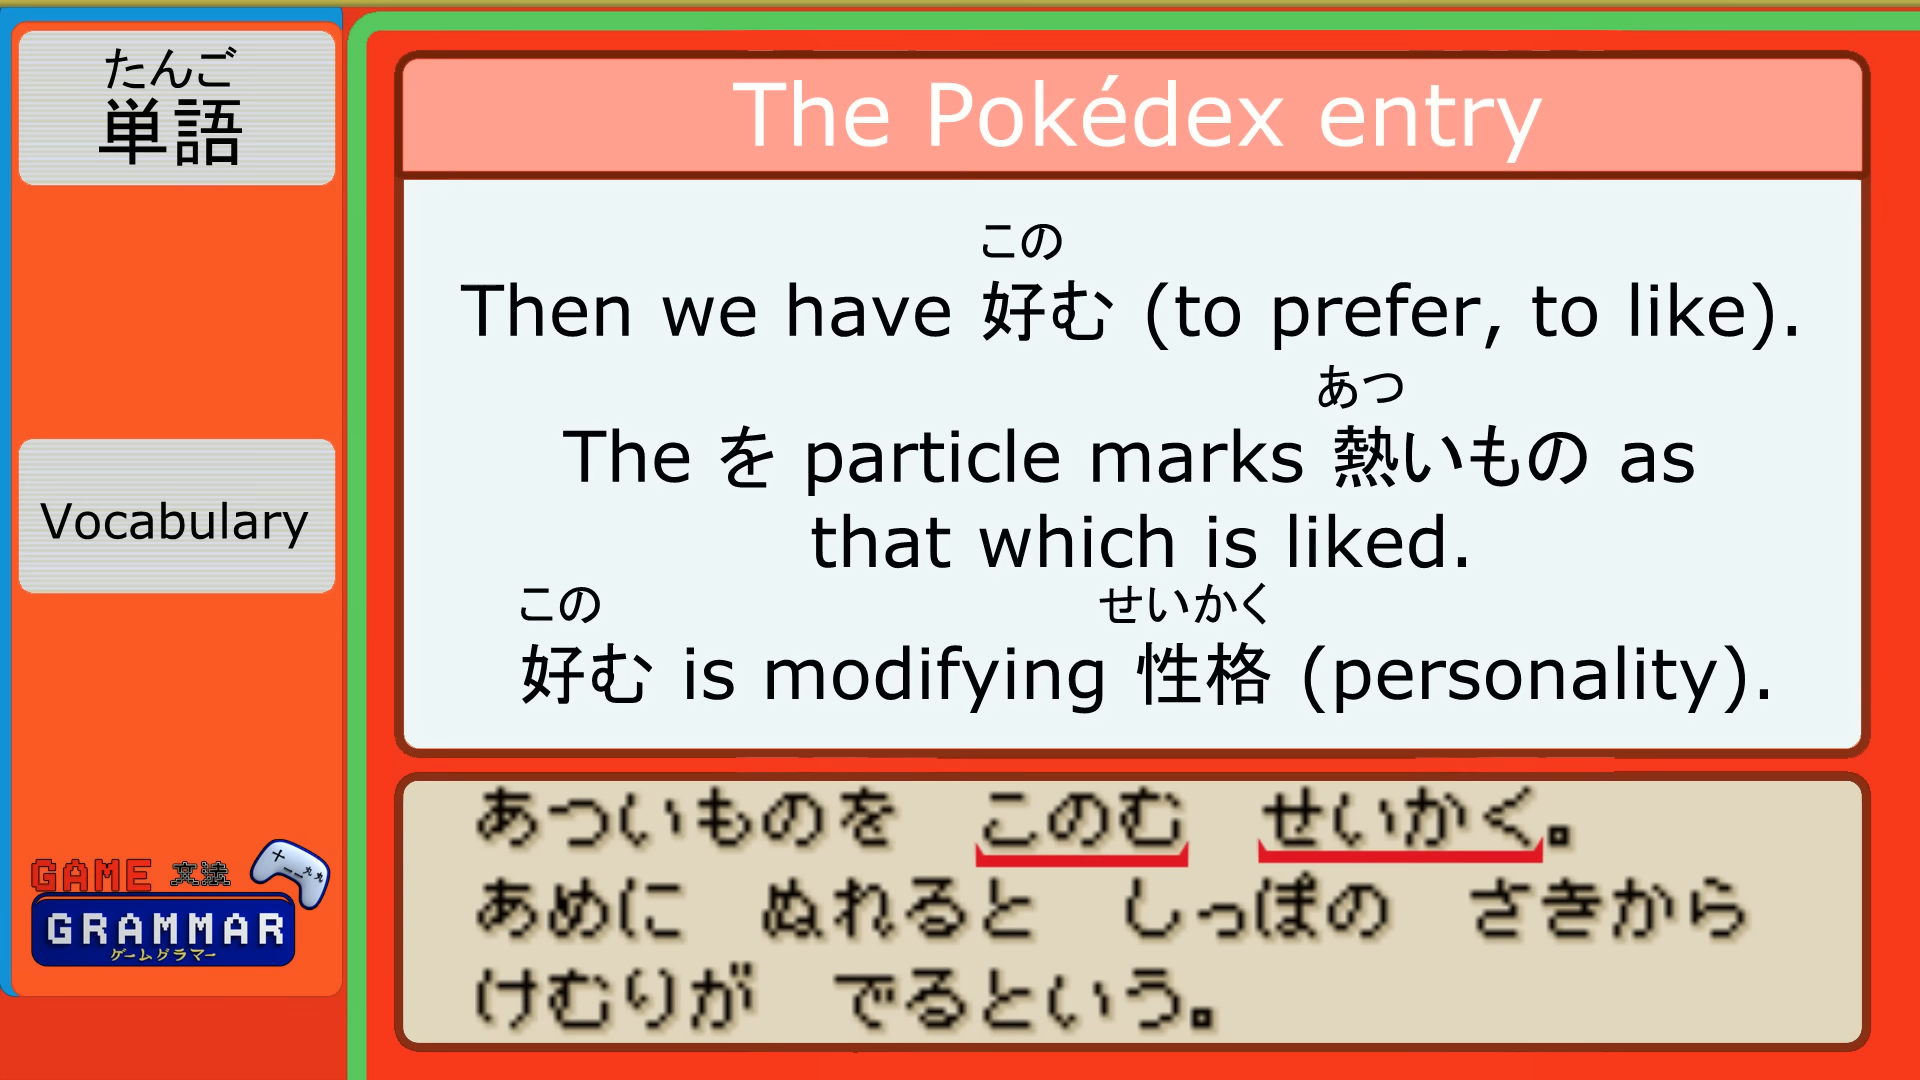 たんご
単語
Vocabulary
GAME 文法
GRAMMAR
ゲームグラマー
The Pokédex entry
この
Then we have 好む (to prefer, to like).
あつ
The を particle marks 熱いもの as
that which is liked.
この せいかく
好む is modifying 性格 (personality).
あついものを このむ せいかく。
あめに ぬれると しっぽの さきから
けむりが でるという。